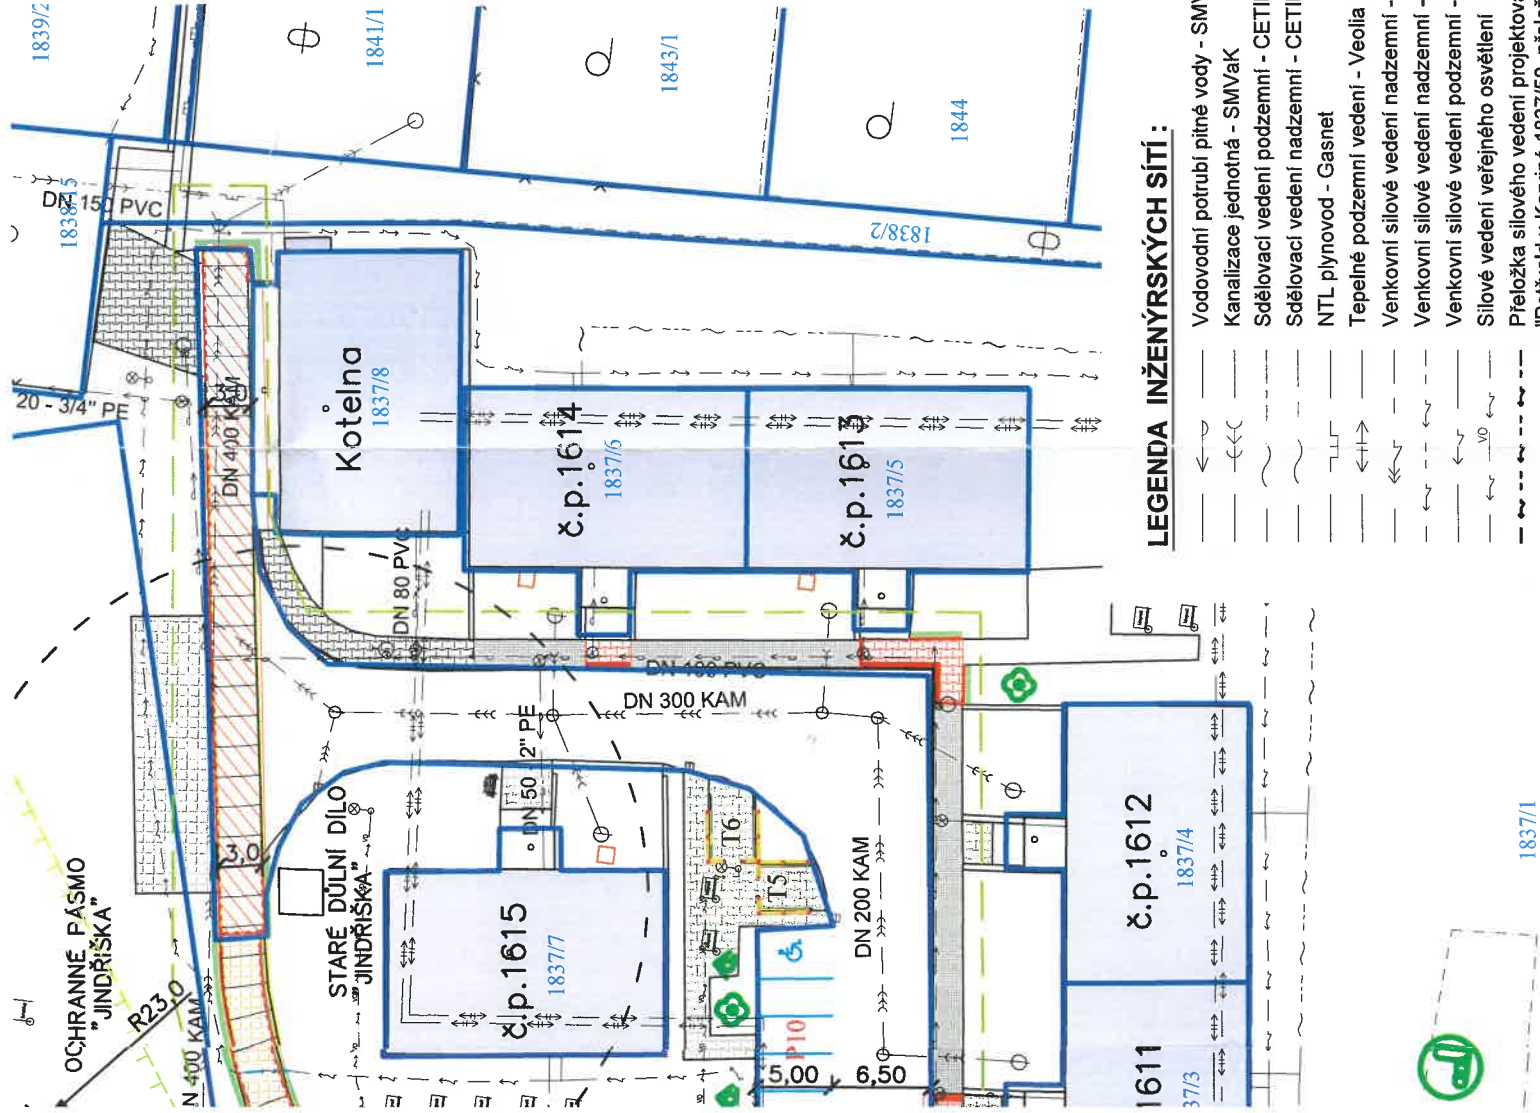 1839/2
1841/1
1843/1
1844
1838/15
DN 150 PVC
1838/2
20 - 3/4" PE
3,0
DN 400 KAM
Kotelna
1837/8
č.p.1614
1837/6
č.p.1613
1837/5
DN 80 PVC
DN 100 PVC
DN 300 KAM
DN 50
2" PE
OCHRANNÉ PÁSMO
"JINDŘIŠKA"
R23,0
N 400 KAM
3,0
STARÉ DŮLNÍ DÍLO
"JINDŘIŠKA"
č.p.1615
1837/7
T6
T5
P10
DN 200 KAM
5,00
6,50
č.p.1612
1837/4
1611
37/3
1837/1
LEGENDA INŽENÝRSKÝCH SÍTÍ :
Vodovodní potrubí pitné vody - SMV
Kanalizace jednotná - SMVaK
Sdělovací vedení podzemní - CETI
Sdělovací vedení nadzemní - CETI
NTL plynovod - Gasnet
Tepelné podzemní vedení - Veolia
Venkovní silové vedení nadzemní -
Venkovní silové vedení nadzemní -
Venkovní silové vedení podzemní -
VO
Silové vedení veřejného osvětlení
Přeložka silového vedení projektova